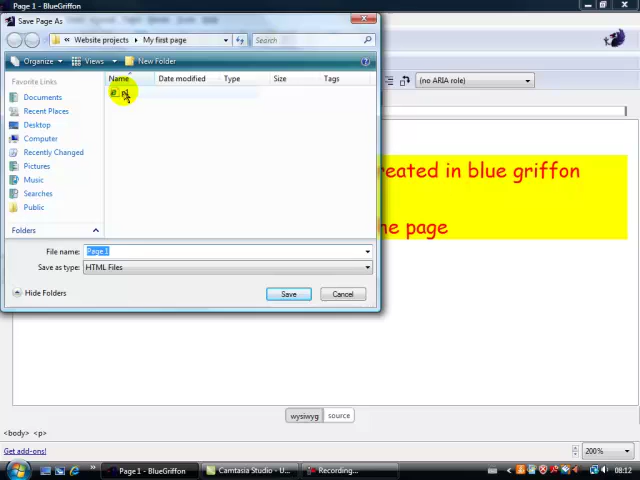 Page 1 - BlueGriffon
Save Page As
Website projects
My first page
Search
Organize
Views
New Folder
Favorite Links
Name
Date modified
Type
Size
Tags
p1
Documents
Recent Places
Desktop
Computer
Recently Changed
Pictures
Music
Searches
Public
Folders
File name:
Page 1
Save as type:
HTML Files
Hide Folders
Save
Cancel
(no ARIA role)
reated in blue griffon
he page
wysiwyg
source
<body> <p>
Get add-ons!
200%
Page 1 - BlueGriffon
Camtasia Studio - U...
Recording...
08:12